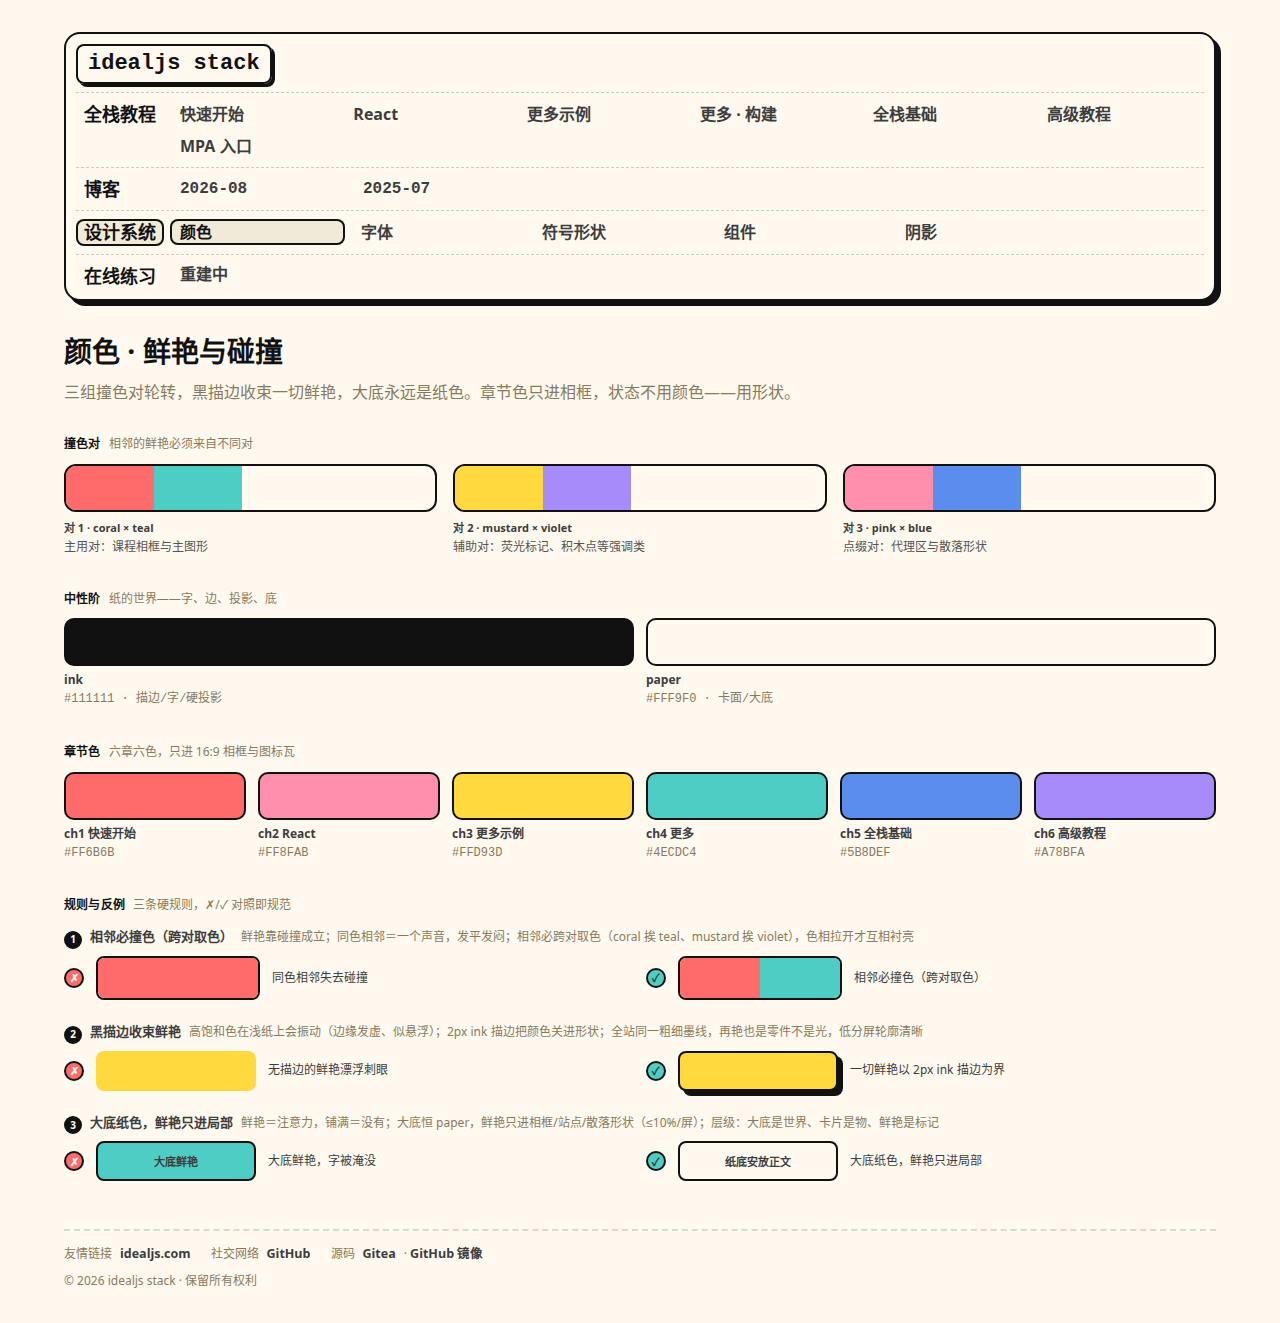 idealjs stack
全栈教程 快速开始 React 更多示例 更多 · 构建 全栈基础 高级教程
MPA 入口
博客 2026-08 2025-07
设计系统 颜色 字体 符号形状 组件 阴影
在线练习 重建中
颜色 · 鲜艳与碰撞
三组撞色对轮转，黑描边收束一切鲜艳，大底永远是纸色。章节色只进相框，状态不用颜色——用形状。
撞色对 相邻的鲜艳必须来自不同对
对 1 · coral × teal 对 2 · mustard × violet 对 3 · pink × blue
主用对：课程相框与主图形 辅助对：荧光标记、积木点等强调类 点缀对：代理区与散落形状
中性阶 纸的世界——字、边、投影、底
ink paper
#111111 · 描边/字/硬投影 #FFF9F0 · 卡面/大底
章节色 六章六色，只进 16:9 相框与图标瓦
ch1 快速开始 ch2 React ch3 更多示例 ch4 更多 ch5 全栈基础 ch6 高级教程
#FF6B6B #FF8FAB #FFD93D #4ECDC4 #5B8DEF #A78BFA
规则与反例 三条硬规则，✗/✓ 对照即规范
1 相邻必撞色（跨对取色） 鲜艳靠碰撞成立；同色相邻＝一个声音，发平发闷；相邻必跨对取色（coral 挨 teal、mustard 挨 violet），色相拉开才互相衬亮
✗ 同色相邻失去碰撞 ✓ 相邻必撞色（跨对取色）
2 黑描边收束鲜艳 高饱和色在浅纸上会振动（边缘发虚、似悬浮）；2px ink 描边把颜色关进形状；全站同一粗细墨线，再艳也是零件不是光，低分屏轮廓清晰
✗ 无描边的鲜艳漂浮刺眼 ✓ 一切鲜艳以 2px ink 描边为界
3 大底纸色，鲜艳只进局部 鲜艳＝注意力，铺满＝没有；大底恒 paper，鲜艳只进相框/站点/散落形状（≤10%/屏）；层级：大底是世界、卡片是物、鲜艳是标记
✗ 大底鲜艳 大底鲜艳，字被淹没 ✓ 纸底安放正文 大底纸色，鲜艳只进局部
友情链接 idealjs.com 社交网络 GitHub 源码 Gitea · GitHub 镜像
© 2026 idealjs stack · 保留所有权利